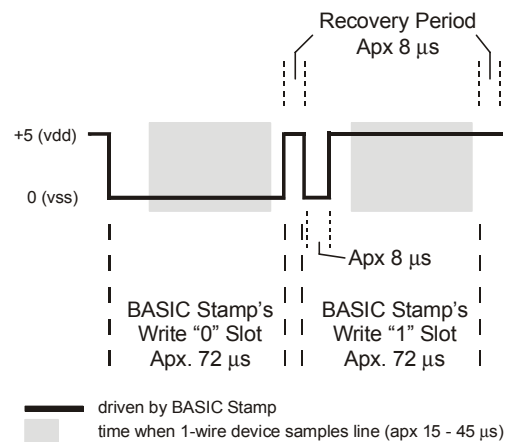 Recovery Period
Apx 8 μs
+5 (vdd)
0 (vss)
Apx 8 μs
BASIC Stamp's
Write “0” Slot
Apx. 72 μs
BASIC Stamp's
Write “1” Slot
Apx. 72 μs
driven by BASIC Stamp
time when 1-wire device samples line (apx 15 - 45 μs)